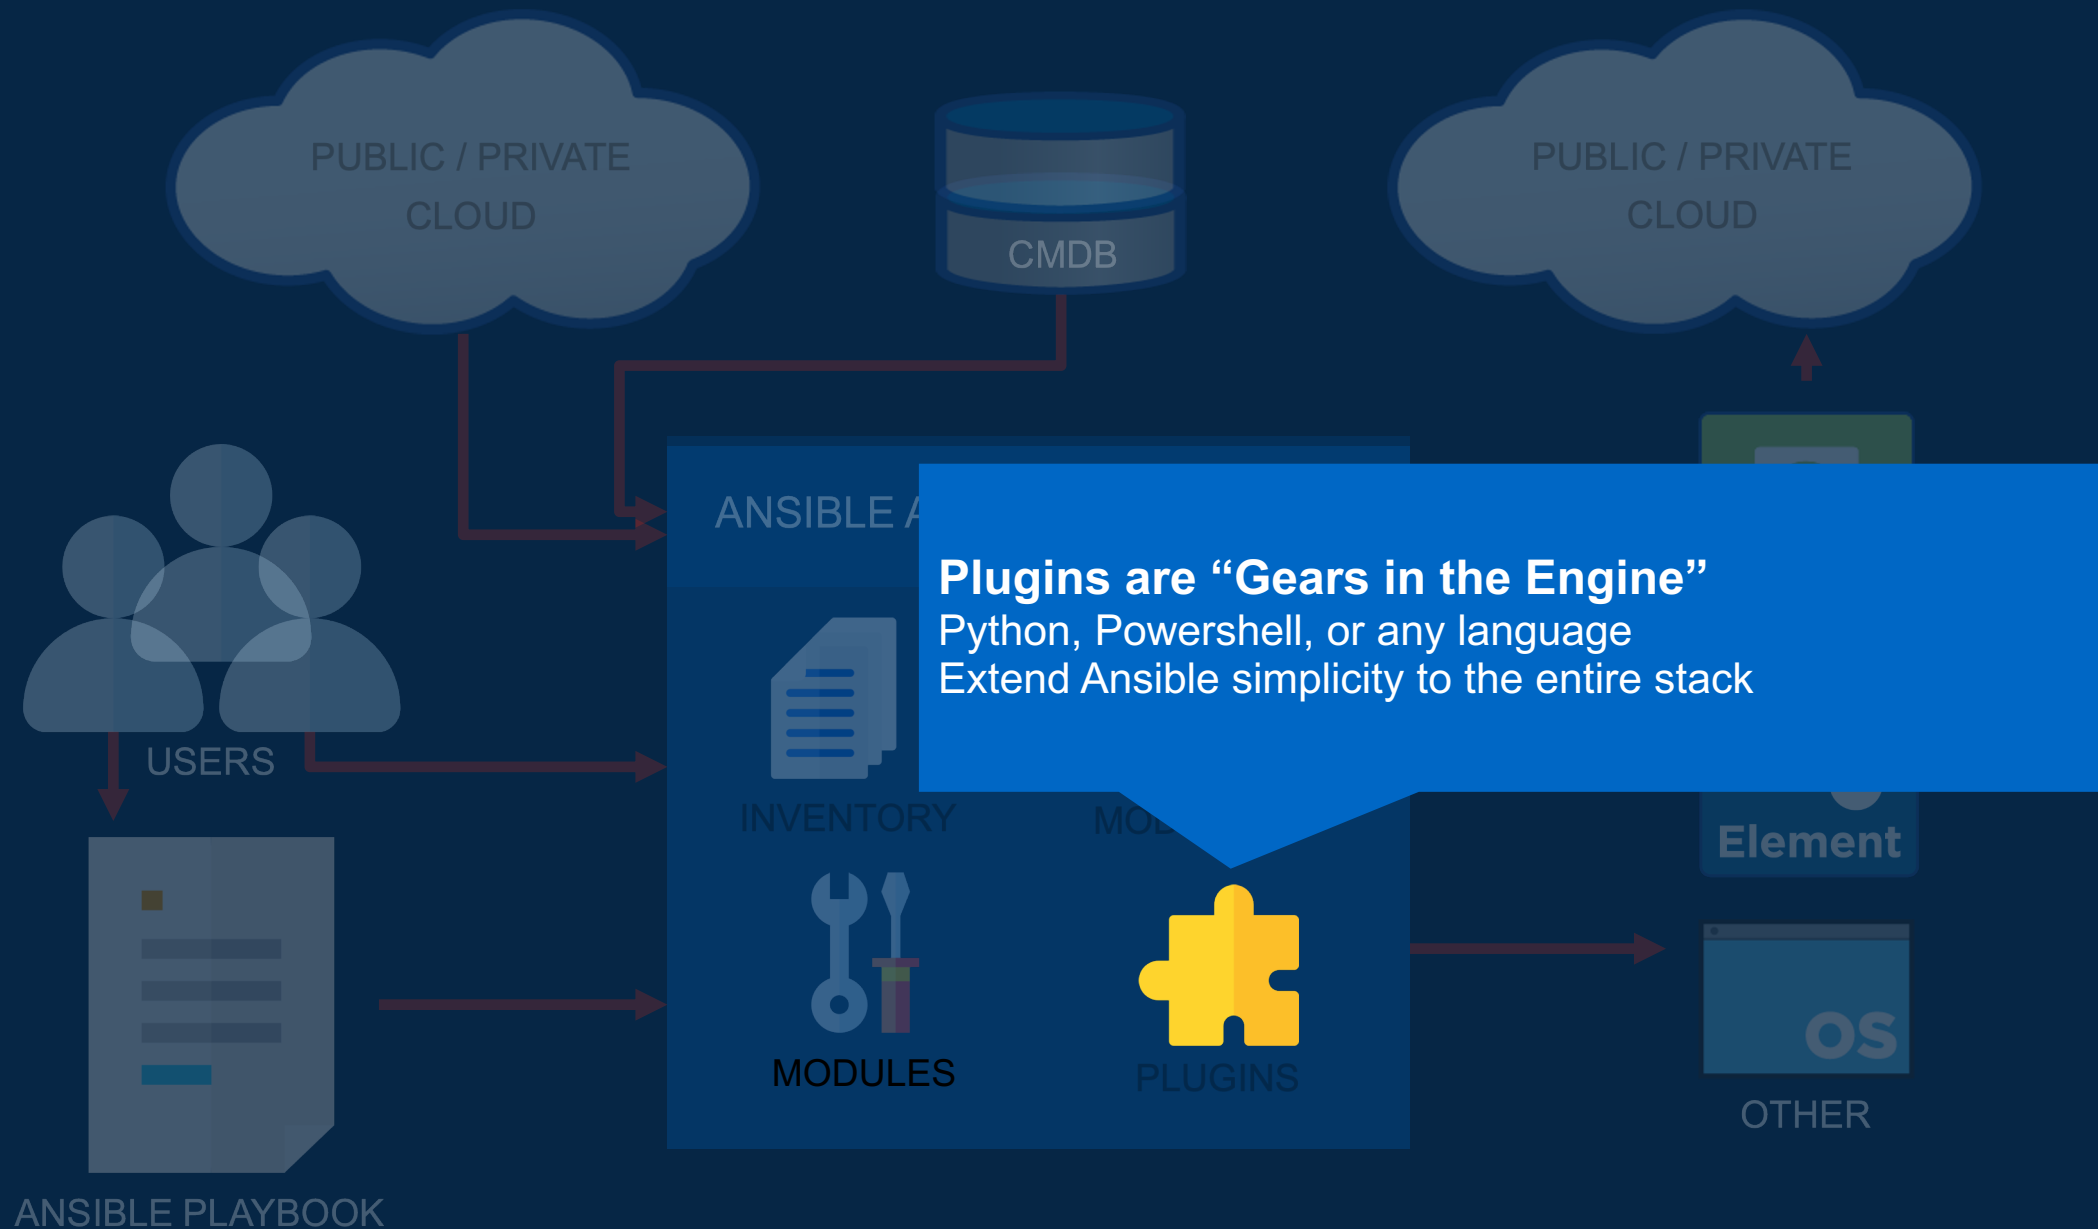 PUBLIC / PRIVATE
CLOUD
CMDB
PUBLIC / PRIVATE
CLOUD
ANSIBLE
Plugins are “Gears in the Engine”
Python, Powershell, or any language
Extend Ansible simplicity to the entire stack
USERS
INVENTORY
Element
MODULES
PLUGINS
OS
OTHER
ANSIBLE PLAYBOOK